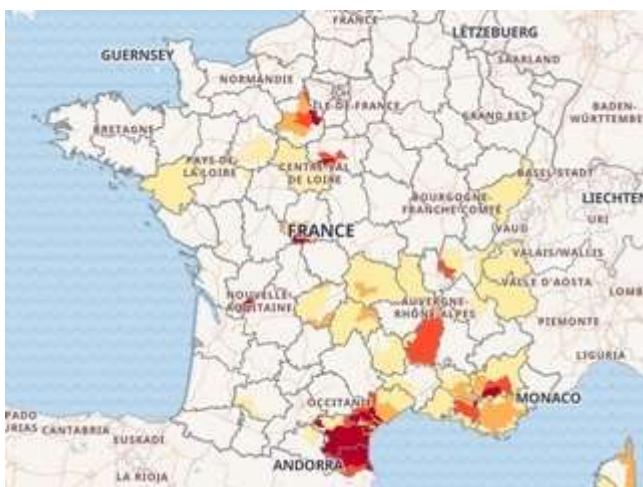 FRANCE
LËTZEBUERG
GUERNSEY
SAARLAND
NORMANDIE
ÎLE-DE-FRANCE
BADEN-
WÜRTTEMBE
GRAND EST
BRETAGNE
PAYS-DE-
LA LOIRE
CENTRE-VAL
DE LOIRE
BASEL-STADT
BOURGOGNE-
FRANCHE-COMTÉ
LIECHTEN
URI
FRANCE
VAUD
VALAIS/WALLIS
VALLE D'AOSTA
LOMB
NOUVELLE-
AQUITAINE
AUVERGNE-
RHÔNE-ALPES
PIEMONTE
LIGURIA
OCCITANIE
MONACO
PADO
URIAS
CANTABRIA
EUSKADI
ANDORRA
LA RIOJA